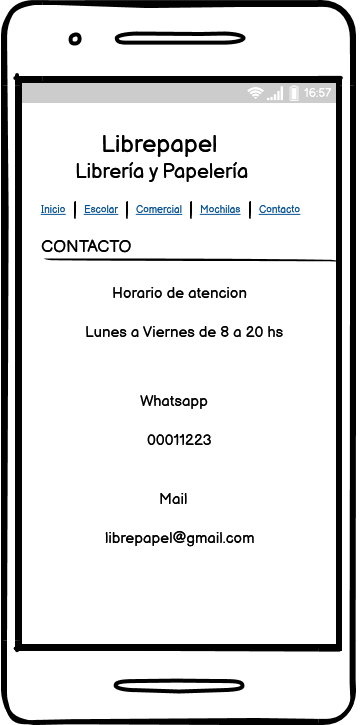 16:57
Librepapel
Librería y Papelería
Inicio | Escolar | Comercial | Mochilas | Contacto
CONTACTO
Horario de atencion
Lunes a Viernes de 8 a 20 hs
Whatsapp
00011223
Mail
librepapel@gmail.com